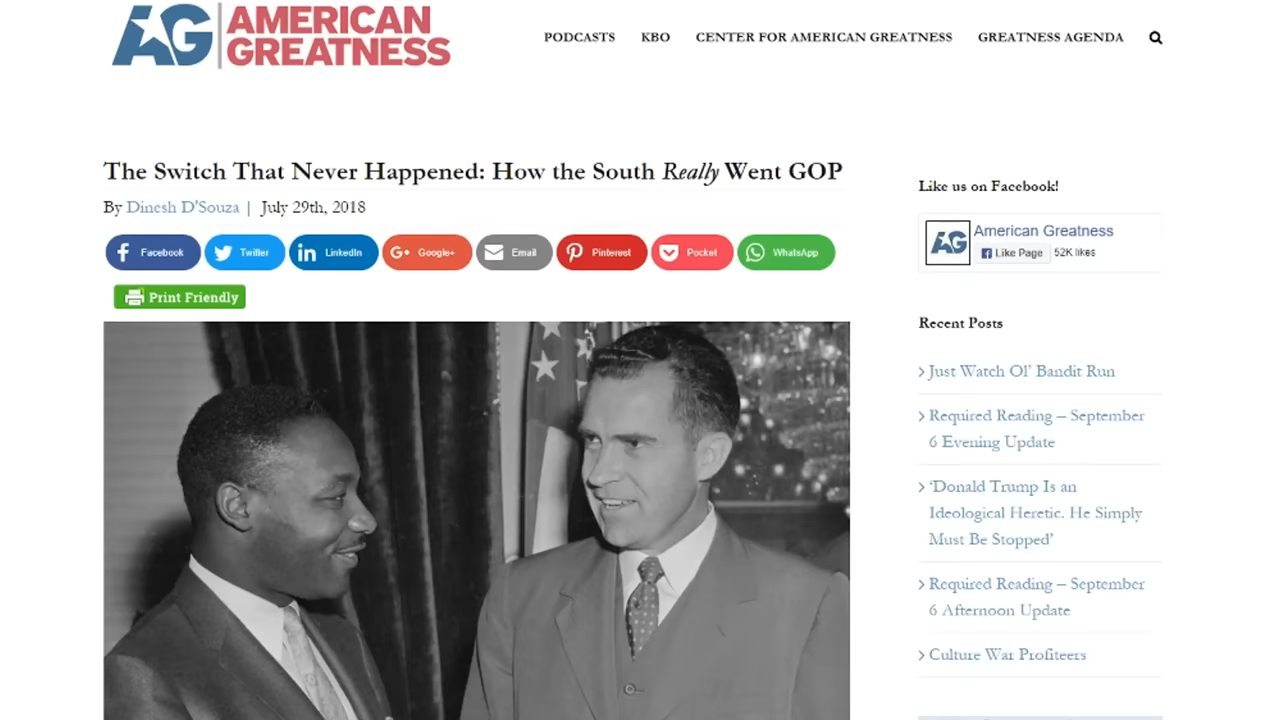 AG AMERICAN
GREATNESS
PODCASTS KBO CENTER FOR AMERICAN GREATNESS GREATNESS AGENDA
The Switch That Never Happened: How the South Really Went GOP
By Dinesh D'Souza | July 29th, 2018
Facebook Twitter LinkedIn Google+ Email Pinterest Pocket WhatsApp
Print Friendly
Like us on Facebook!
AG American Greatness
Like Page 52K likes
Recent Posts
Just Watch Ol' Bandit Run
Required Reading – September
6 Evening Update
'Donald Trump Is an
Ideological Heretic. He Simply
Must Be Stopped'
Required Reading – September
6 Afternoon Update
Culture War Profiteers